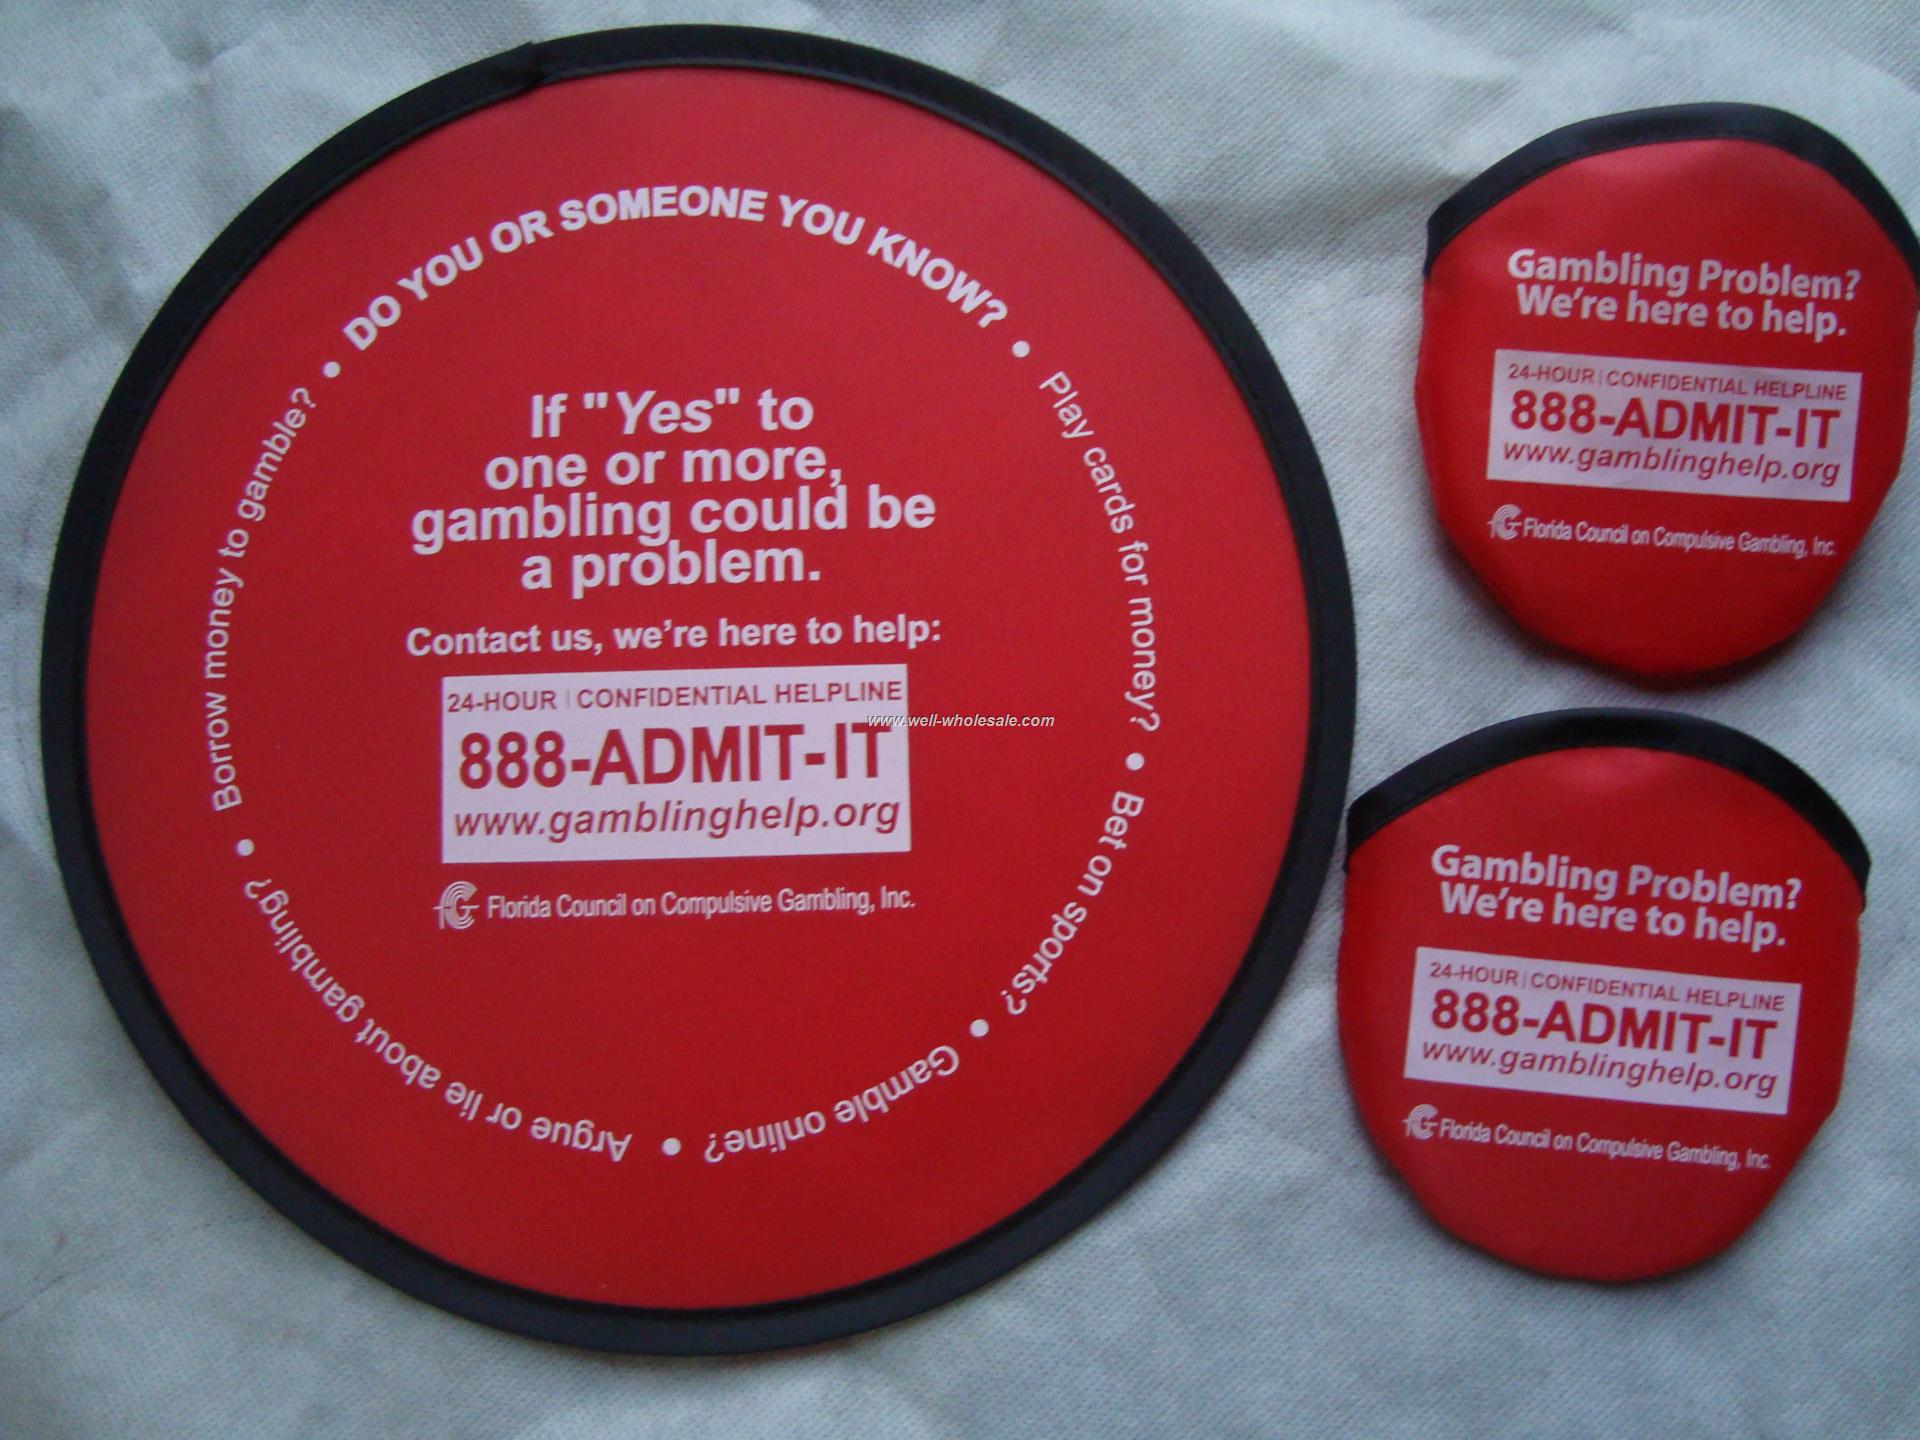 DO YOU OR SOMEONE YOU KNOW? • Play cards for money? • Bet on sports? • Gamble online? • Argue or lie about gambling? • Borrow money to gamble? •
If "Yes" to
one or more,
gambling could be
a problem.
Contact us, we're here to help:
24-HOUR | CONFIDENTIAL HELPLINE
888-ADMIT-IT
www.gamblinghelp.org
Florida Council on Compulsive Gambling, Inc.
www.well-wholesale.com
Gambling Problem?
We're here to help.
24-HOUR | CONFIDENTIAL HELPLINE
888-ADMIT-IT
www.gamblinghelp.org
Florida Council on Compulsive Gambling, Inc.
Gambling Problem?
We're here to help.
24-HOUR | CONFIDENTIAL HELPLINE
888-ADMIT-IT
www.gamblinghelp.org
Florida Council on Compulsive Gambling, Inc.